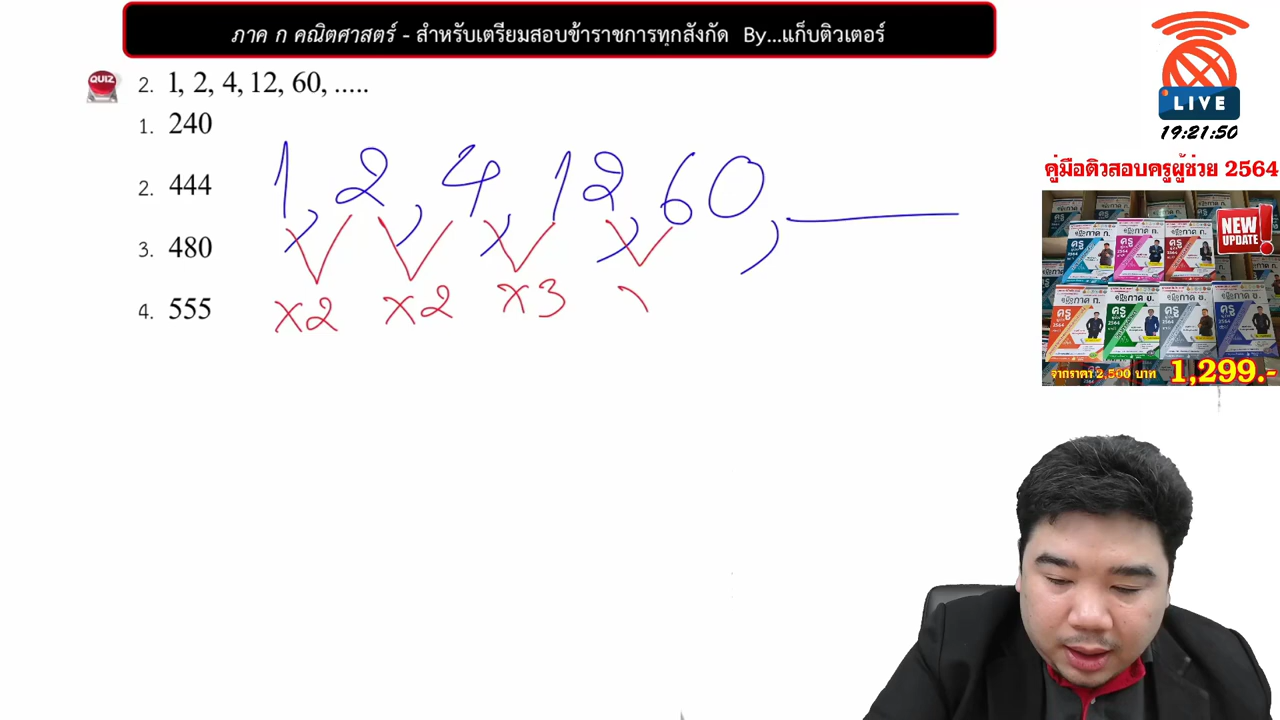 ภาค ก คณิตศาสตร์ - สำหรับเตรียมสอบข้าราชการทุกสังกัด By...แก็บติวเตอร์
QUIZ
2. 1, 2, 4, 12, 60, .....
1. 240
2. 444
3. 480
4. 555
1, 2, 4, 12, 60,
×2 ×2 ×3
LIVE
19:21:50
คู่มือติวสอบครูผู้ช่วย 2564
NEW UPDATE!
จากราคา 2,500 บาท 1,299.-